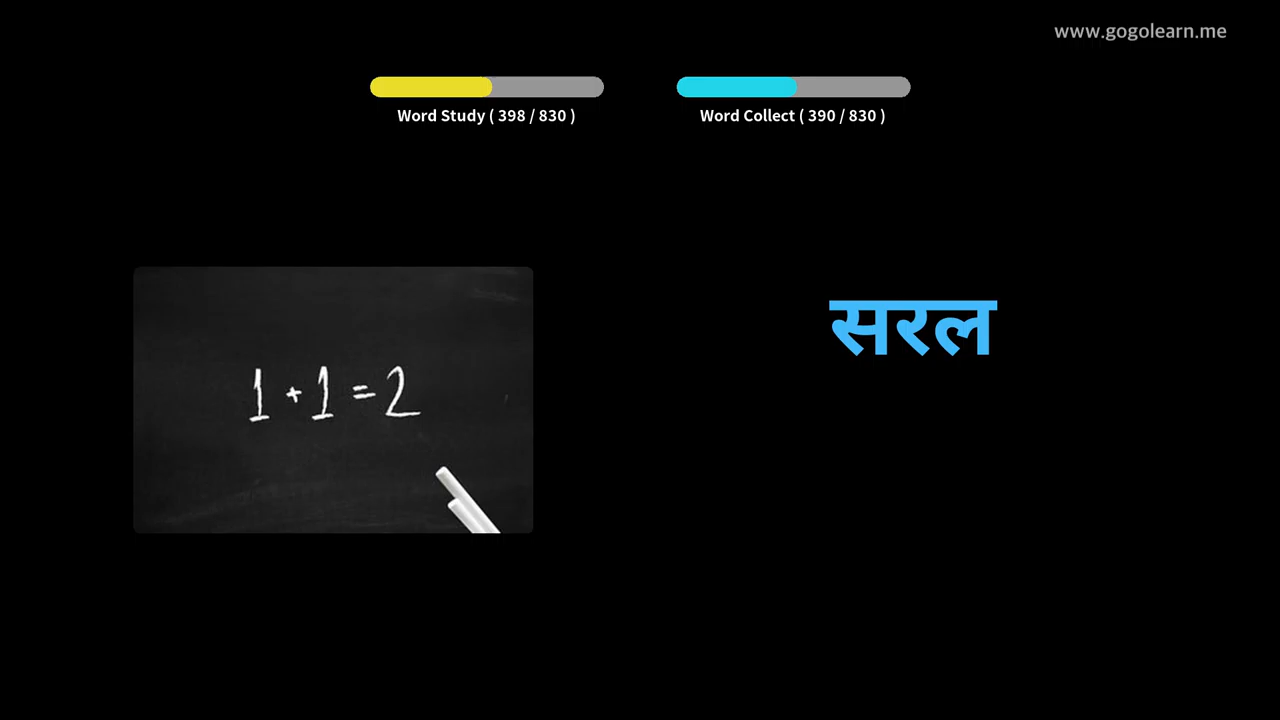 www.gogolearn.me
Word Study ( 398 / 830 )
Word Collect ( 390 / 830 )
सरल
1 + 1 = 2